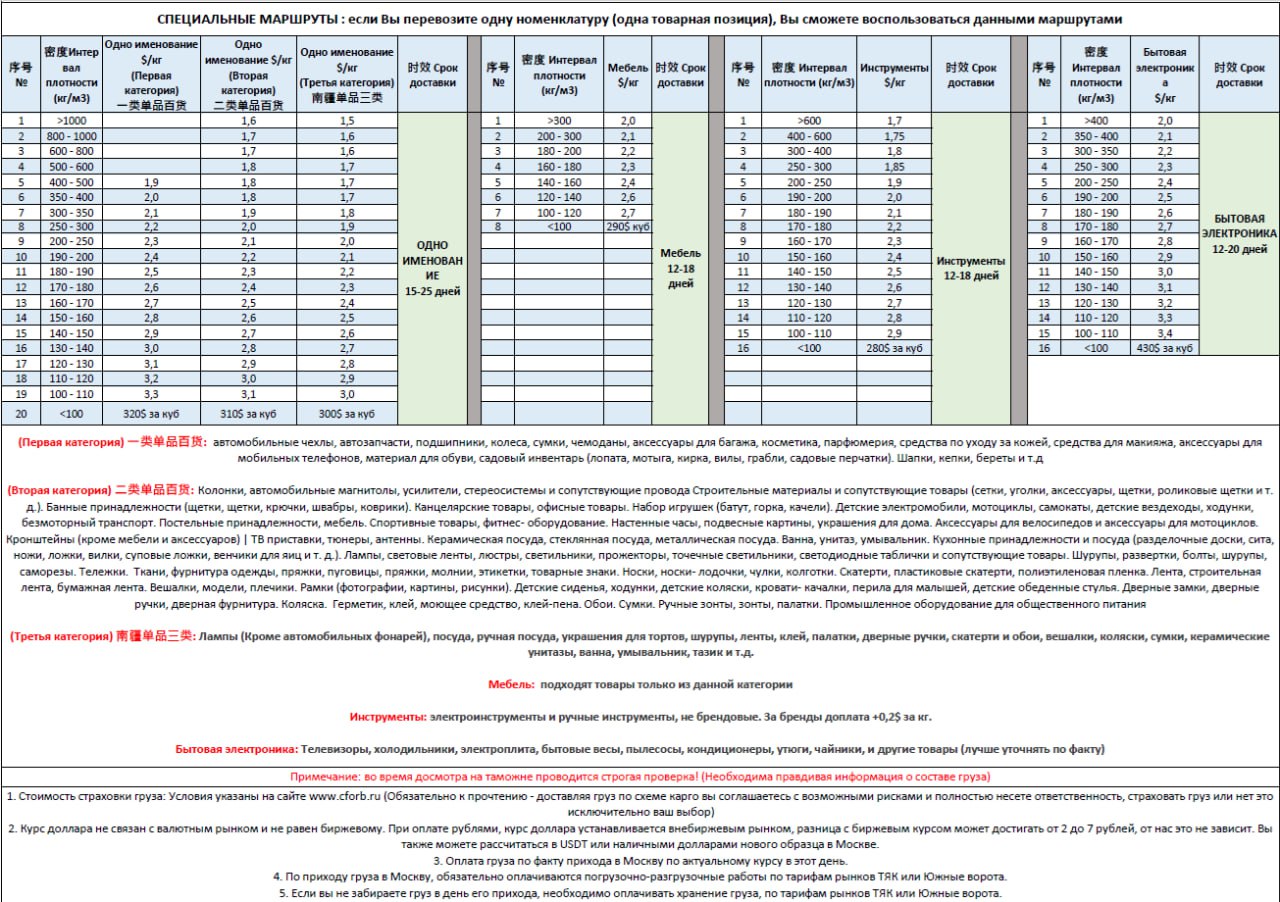 СПЕЦИАЛЬНЫЕ МАРШРУТЫ : если Вы перевозите одну номенклатуру (одна товарная позиция), Вы сможете воспользоваться данными маршрутами
序号 № | 密度Интервал плотности (кг/м3) | Одно именование $/кг (Первая категория) 一类单品百货 | Одно именование $/кг (Вторая категория) 二类单品百货 | Одно именование $/кг (Третья категория) 南疆单品三类 | 时效 Срок доставки | 序号 № | 密度 Интервал плотности (кг/м3) | Мебель $/кг | 时效 Срок доставки | 序号 № | 密度 Интервал плотности (кг/м3) | Инструменты $/кг | 时效 Срок доставки | 序号 № | 密度 Интервал плотности (кг/м3) | Бытовая электроника $/кг | 时效 Срок доставки
1 >1000 1,6 1,5 1 >300 2,0 1 >600 1,7 1 >400 2,0
2 800 - 1000 1,7 1,6 2 200 - 300 2,1 2 400 - 600 1,75 2 350 - 400 2,1
3 600 - 800 1,7 1,6 3 180 - 200 2,2 3 300 - 400 1,8 3 300 - 350 2,2
4 500 - 600 1,8 1,7 4 160 - 180 2,3 4 250 - 300 1,85 4 250 - 300 2,3
5 400 - 500 1,9 1,8 1,7 5 140 - 160 2,4 5 200 - 250 1,9 5 200 - 250 2,4
6 350 - 400 2,0 1,8 1,7 6 120 - 140 2,6 6 190 - 200 2,0 6 190 - 200 2,5
7 300 - 350 2,1 1,9 1,8 7 100 - 120 2,7 7 180 - 190 2,1 7 180 - 190 2,6
8 250 - 300 2,2 2,0 1,9 8 <100 290$ куб 8 170 - 180 2,2 8 170 - 180 2,7
9 200 - 250 2,3 2,1 2,0 9 160 - 170 2,3 9 160 - 170 2,8
10 190 - 200 2,4 2,2 2,1 10 150 - 160 2,4 10 150 - 160 2,9
11 180 - 190 2,5 2,3 2,2 11 140 - 150 2,5 11 140 - 150 3,0
12 170 - 180 2,6 2,4 2,3 12 130 - 140 2,6 12 130 - 140 3,1
13 160 - 170 2,7 2,5 2,4 13 120 - 130 2,7 13 120 - 130 3,2
14 150 - 160 2,8 2,6 2,5 14 110 - 120 2,8 14 110 - 120 3,3
15 140 - 150 2,9 2,7 2,6 15 100 - 110 2,9 15 100 - 110 3,4
16 130 - 140 3,0 2,8 2,7 16 <100 280$ за куб 16 <100 430$ за куб
17 120 - 130 3,1 2,9 2,8
18 110 - 120 3,2 3,0 2,9
19 100 - 110 3,3 3,1 3,0
20 <100 320$ за куб 310$ за куб 300$ за куб
ОДНО
ИМЕНОВАН
ИЕ
15-25 дней
Мебель
12-18
дней
Инструменты
12-18 дней
БЫТОВАЯ
ЭЛЕКТРОНИКА
12-20 дней
(Первая категория) 一类单品百货: автомобильные чехлы, автозапчасти, подшипники, колеса, сумки, чемоданы, аксессуары для багажа, косметика, парфюмерия, средства по уходу за кожей, средства для макияжа, аксессуары для
мобильных телефонов, материал для обуви, садовый инвентарь (лопата, мотыга, кирка, вилы, грабли, садовые перчатки). Шапки, кепки, береты и т.д
(Вторая категория) 二类单品百货: Колонки, автомобильные магнитолы, усилители, стереосистемы и сопутствующие провода Строительные материалы и сопутствующие товары (сетки, уголки, аксессуары, щетки, роликовые щетки и т.
д.). Банные принадлежности (щетки, щетки, крючки, швабры, коврики). Канцелярские товары, офисные товары. Набор игрушек (батут, горка, качели). Детские электромобили, мотоциклы, самокаты, детские вездеходы, ходунки,
безмоторный транспорт. Постельные принадлежности, мебель. Спортивные товары, фитнес- оборудование. Настенные часы, подвесные картины, украшения для дома. Аксессуары для велосипедов и аксессуары для мотоциклов.
Кронштейны (кроме мебели и аксессуаров) | ТВ приставки, тюнеры, антенны. Керамическая посуда, стеклянная посуда, металлическая посуда. Ванна, унитаз, умывальник. Кухонные принадлежности и посуда (разделочные доски, сита,
ножи, ложки, вилки, суповые ложки, венчики для яиц и т. д.). Лампы, световые ленты, люстры, светильники, прожекторы, точечные светильники, светодиодные таблички и сопутствующие товары. Шурупы, развертки, болты, шурупы,
саморезы. Тележки. Ткани, фурнитура одежды, пряжки, пуговицы, пряжки, молнии, этикетки, товарные знаки. Носки, носки- лодочки, чулки, колготки. Скатерти, пластиковые скатерти, полиэтиленовая пленка. Лента, строительная
лента, бумажная лента. Вешалки, модели, плечики. Рамки (фотографии, картины, рисунки). Детские сиденья, ходунки, детские коляски, кровати- качалки, перила для малышей, детские обеденные стулья. Дверные замки, дверные
ручки, дверная фурнитура. Коляска. Герметик, клей, моющее средство, клей-пена. Обои. Сумки. Ручные зонты, зонты, палатки. Промышленное оборудование для общественного питания
(Третья категория) 南疆单品三类: Лампы (Кроме автомобильных фонарей), посуда, ручная посуда, украшения для тортов, шурупы, ленты, клей, палатки, дверные ручки, скатерти и обои, вешалки, коляски, сумки, керамические
унитазы, ванна, умывальник, тазик и т.д.
Мебель: подходят товары только из данной категории
Инструменты: электроинструменты и ручные инструменты, не брендовые. За бренды доплата +0,2$ за кг.
Бытовая электроника: Телевизоры, холодильники, электроплита, бытовые весы, пылесосы, кондиционеры, утюги, чайники, и другие товары (лучше уточнять по факту)
Примечание: во время досмотра на таможне проводится строгая проверка! (Необходима правдивая информация о составе груза)
1. Стоимость страховки груза: Условия указаны на сайте www.cforb.ru (Обязательно к прочтению - доставляя груз по схеме карго вы соглашаетесь с возможными рисками и полностью несете ответственность, страховать груз или нет это
исключительно ваш выбор)
2. Курс доллара не связан с валютным рынком и не равен биржевому. При оплате рублями, курс доллара устанавливается внебиржевым рынком, разница с биржевым курсом может достигать от 2 до 7 рублей, от нас это не зависит. Вы
также можете рассчитаться в USDT или наличными долларами нового образца в Москве.
3. Оплата груза по факту прихода в Москву по актуальному курсу в этот день.
4. По приходу груза в Москву, обязательно оплачиваются погрузочно-разгрузочные работы по тарифам рынков ТЯК или Южные ворота.
5. Если вы не забираете груз в день его прихода, необходимо оплачивать хранение груза, по тарифам рынков ТЯК или Южные ворота.